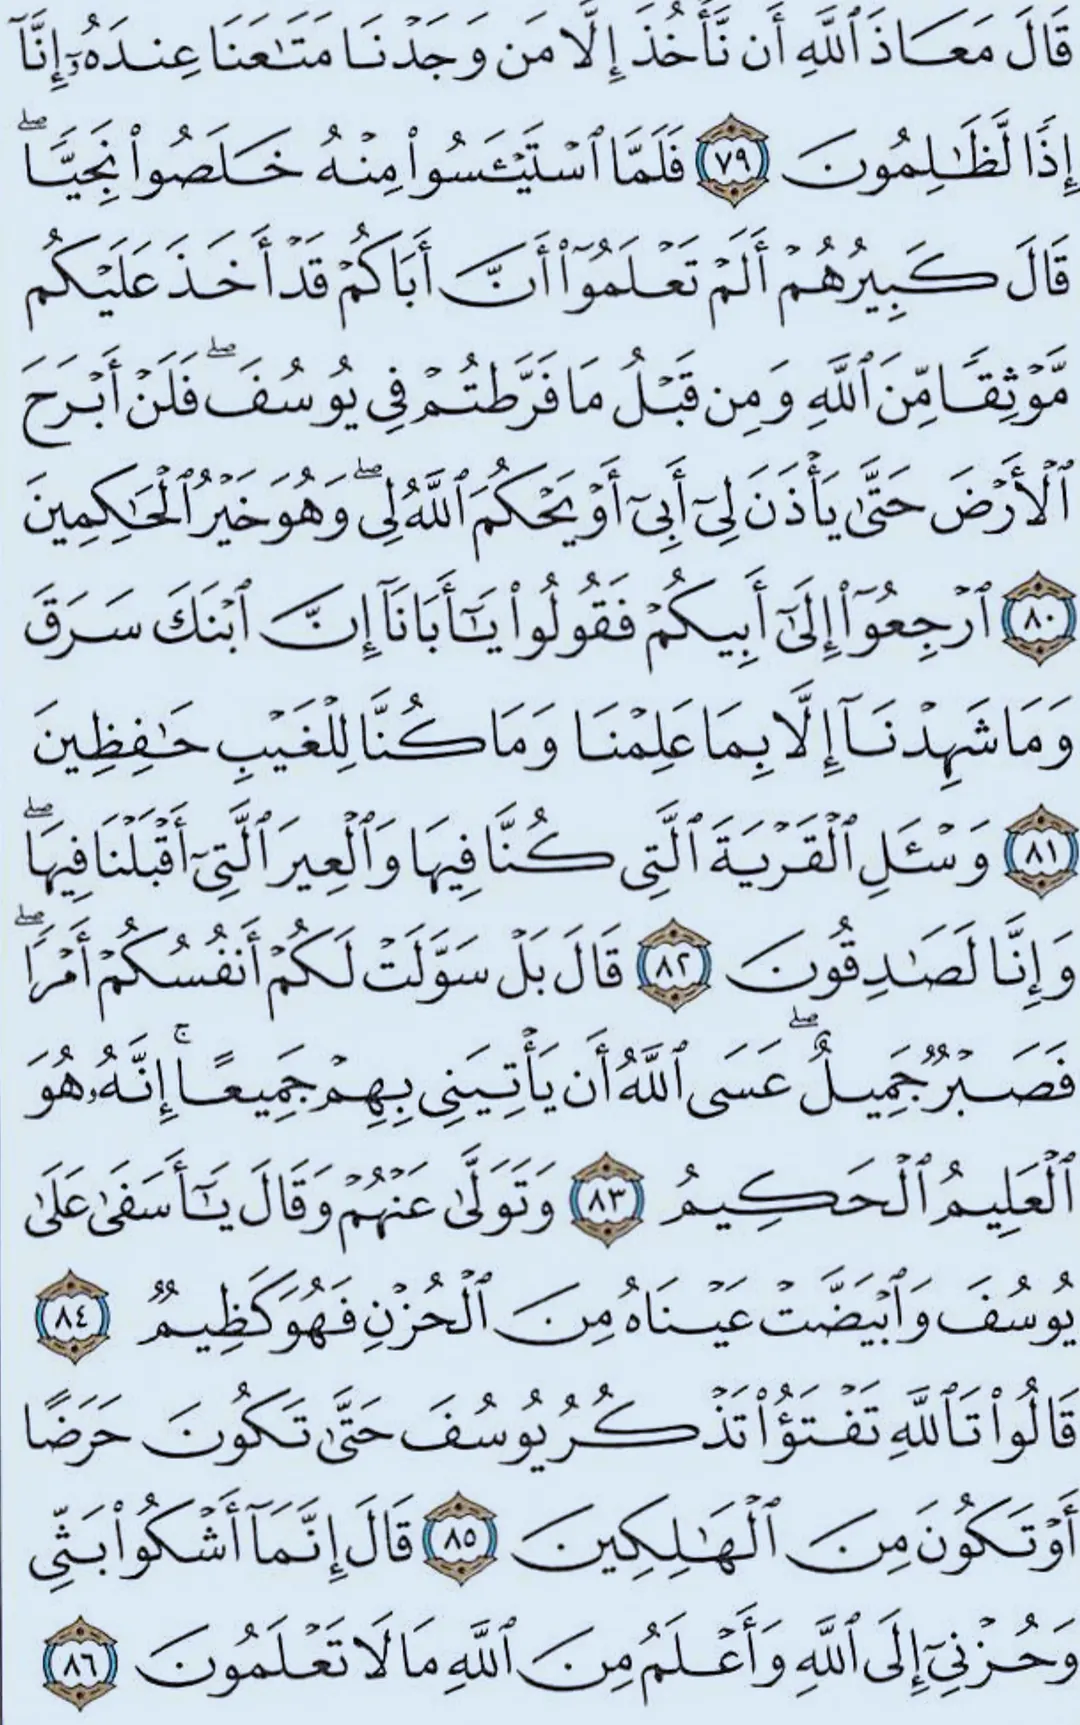 قَالَ مَعَاذَ ٱللَّهِ أَن نَّأْخُذَ إِلَّا مَن وَجَدْنَا مَتَـٰعَنَا عِندَهُۥٓ إِنَّآ
إِذًا لَّظَـٰلِمُونَ ٧٩ فَلَمَّا ٱسْتَيْـَٔسُوا۟ مِنْهُ خَلَصُوا۟ نَجِيًّا ۖ
قَالَ كَبِيرُهُمْ أَلَمْ تَعْلَمُوٓا۟ أَنَّ أَبَاكُمْ قَدْ أَخَذَ عَلَيْكُم
مَّوْثِقًا مِّنَ ٱللَّهِ وَمِن قَبْلُ مَا فَرَّطتُمْ فِى يُوسُفَ ۖ فَلَنْ أَبْرَحَ
ٱلْأَرْضَ حَتَّىٰ يَأْذَنَ لِىٓ أَبِىٓ أَوْ يَحْكُمَ ٱللَّهُ لِى ۖ وَهُوَ خَيْرُ ٱلْحَـٰكِمِينَ
٨٠ ٱرْجِعُوٓا۟ إِلَىٰٓ أَبِيكُمْ فَقُولُوا۟ يَـٰٓأَبَانَآ إِنَّ ٱبْنَكَ سَرَقَ
وَمَا شَهِدْنَآ إِلَّا بِمَا عَلِمْنَا وَمَا كُنَّا لِلْغَيْبِ حَـٰفِظِينَ
٨١ وَسْـَٔلِ ٱلْقَرْيَةَ ٱلَّتِى كُنَّا فِيهَا وَٱلْعِيرَ ٱلَّتِىٓ أَقْبَلْنَا فِيهَا ۖ
وَإِنَّا لَصَـٰدِقُونَ ٨٢ قَالَ بَلْ سَوَّلَتْ لَكُمْ أَنفُسُكُمْ أَمْرًا ۖ
فَصَبْرٌ جَمِيلٌ ۖ عَسَى ٱللَّهُ أَن يَأْتِيَنِى بِهِمْ جَمِيعًا ۚ إِنَّهُۥ هُوَ
ٱلْعَلِيمُ ٱلْحَكِيمُ ٨٣ وَتَوَلَّىٰ عَنْهُمْ وَقَالَ يَـٰٓأَسَفَىٰ عَلَىٰ
يُوسُفَ وَٱبْيَضَّتْ عَيْنَاهُ مِنَ ٱلْحُزْنِ فَهُوَ كَظِيمٌ ٨٤
قَالُوا۟ تَٱللَّهِ تَفْتَؤُا۟ تَذْكُرُ يُوسُفَ حَتَّىٰ تَكُونَ حَرَضًا
أَوْ تَكُونَ مِنَ ٱلْهَـٰلِكِينَ ٨٥ قَالَ إِنَّمَآ أَشْكُوا۟ بَثِّى
وَحُزْنِىٓ إِلَى ٱللَّهِ وَأَعْلَمُ مِنَ ٱللَّهِ مَا لَا تَعْلَمُونَ ٨٦